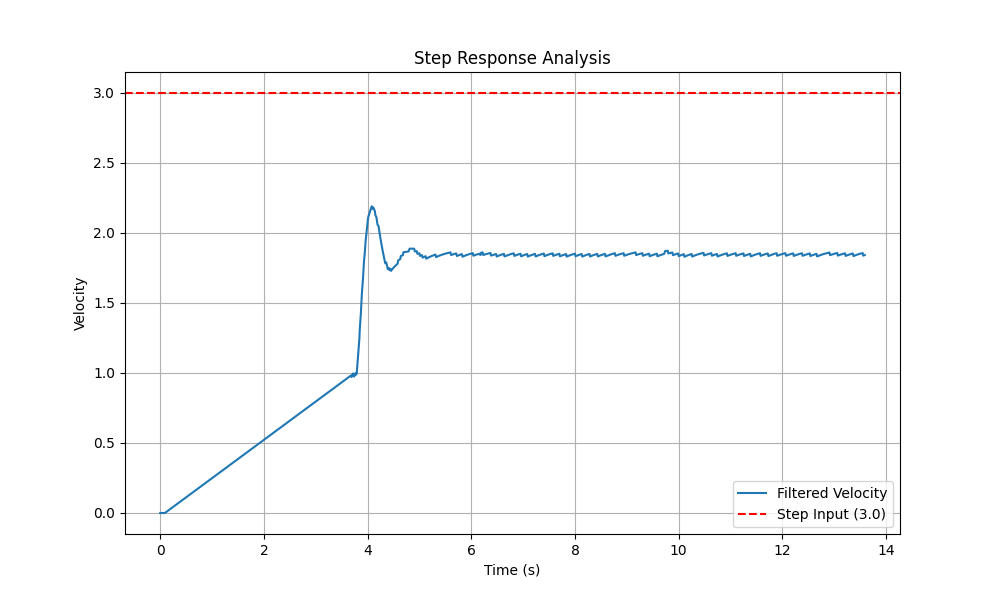 Step Response Analysis
3.0
2.5
2.0
1.5
1.0
0.5
0.0
Velocity
0 2 4 6 8 10 12 14
Time (s)
Filtered Velocity
Step Input (3.0)